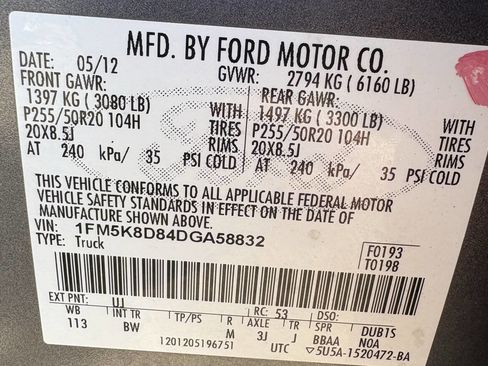 MFD. BY FORD MOTOR CO.
DATE: 05/12 GVWR: 2794 KG ( 6160 LB)
FRONT GAWR: REAR GAWR:
1397 KG ( 3080 LB) WITH 1497 KG ( 3300 LB) WITH
P255/50R20 104H TIRES P255/50R20 104H TIRES
20X8.5J RIMS 20X8.5J RIMS
AT 240 kPa/ 35 PSI COLD AT 240 kPa/ 35 PSI COLD
THIS VEHICLE CONFORMS TO ALL APPLICABLE FEDERAL MOTOR
VEHICLE SAFETY STANDARDS IN EFFECT ON THE DATE OF
MANUFACTURE SHOWN ABOVE.
VIN: 1FM5K8D84DGA58832
TYPE: Truck
F0193
T0198
EXT PNT: UJ RC: 53 DSO:
WB INT TR TP/PS R AXLE TR SPR DUB1S
113 BW M 3J J BBAA NOA
1201205196751 UTC 5U5A-1520472-BA